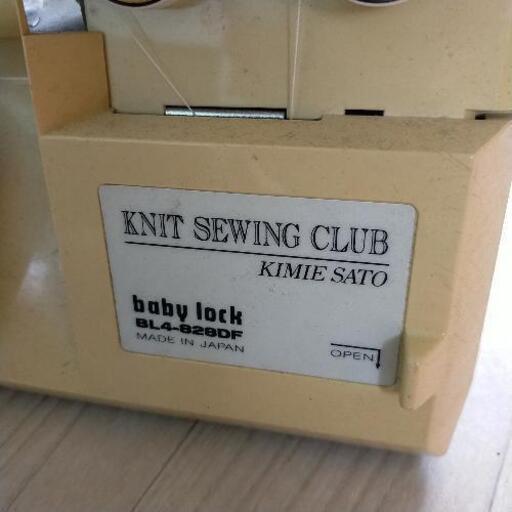 KNIT SEWING CLUB
KIMIE SATO
baby lock
BL4-828DF
MADE IN JAPAN
OPEN